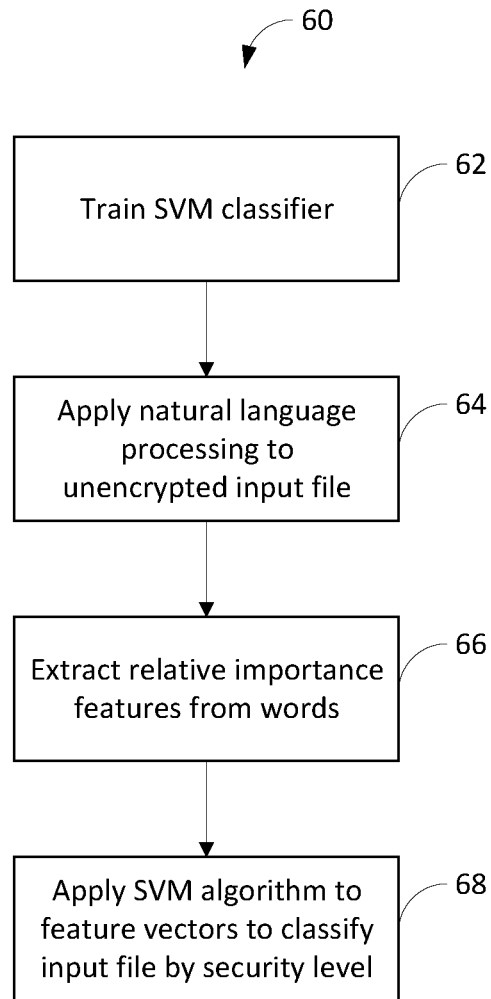 60
62
Train SVM classifier
64
Apply natural language
processing to
unencrypted input file
66
Extract relative importance
features from words
68
Apply SVM algorithm to
feature vectors to classify
input file by security level